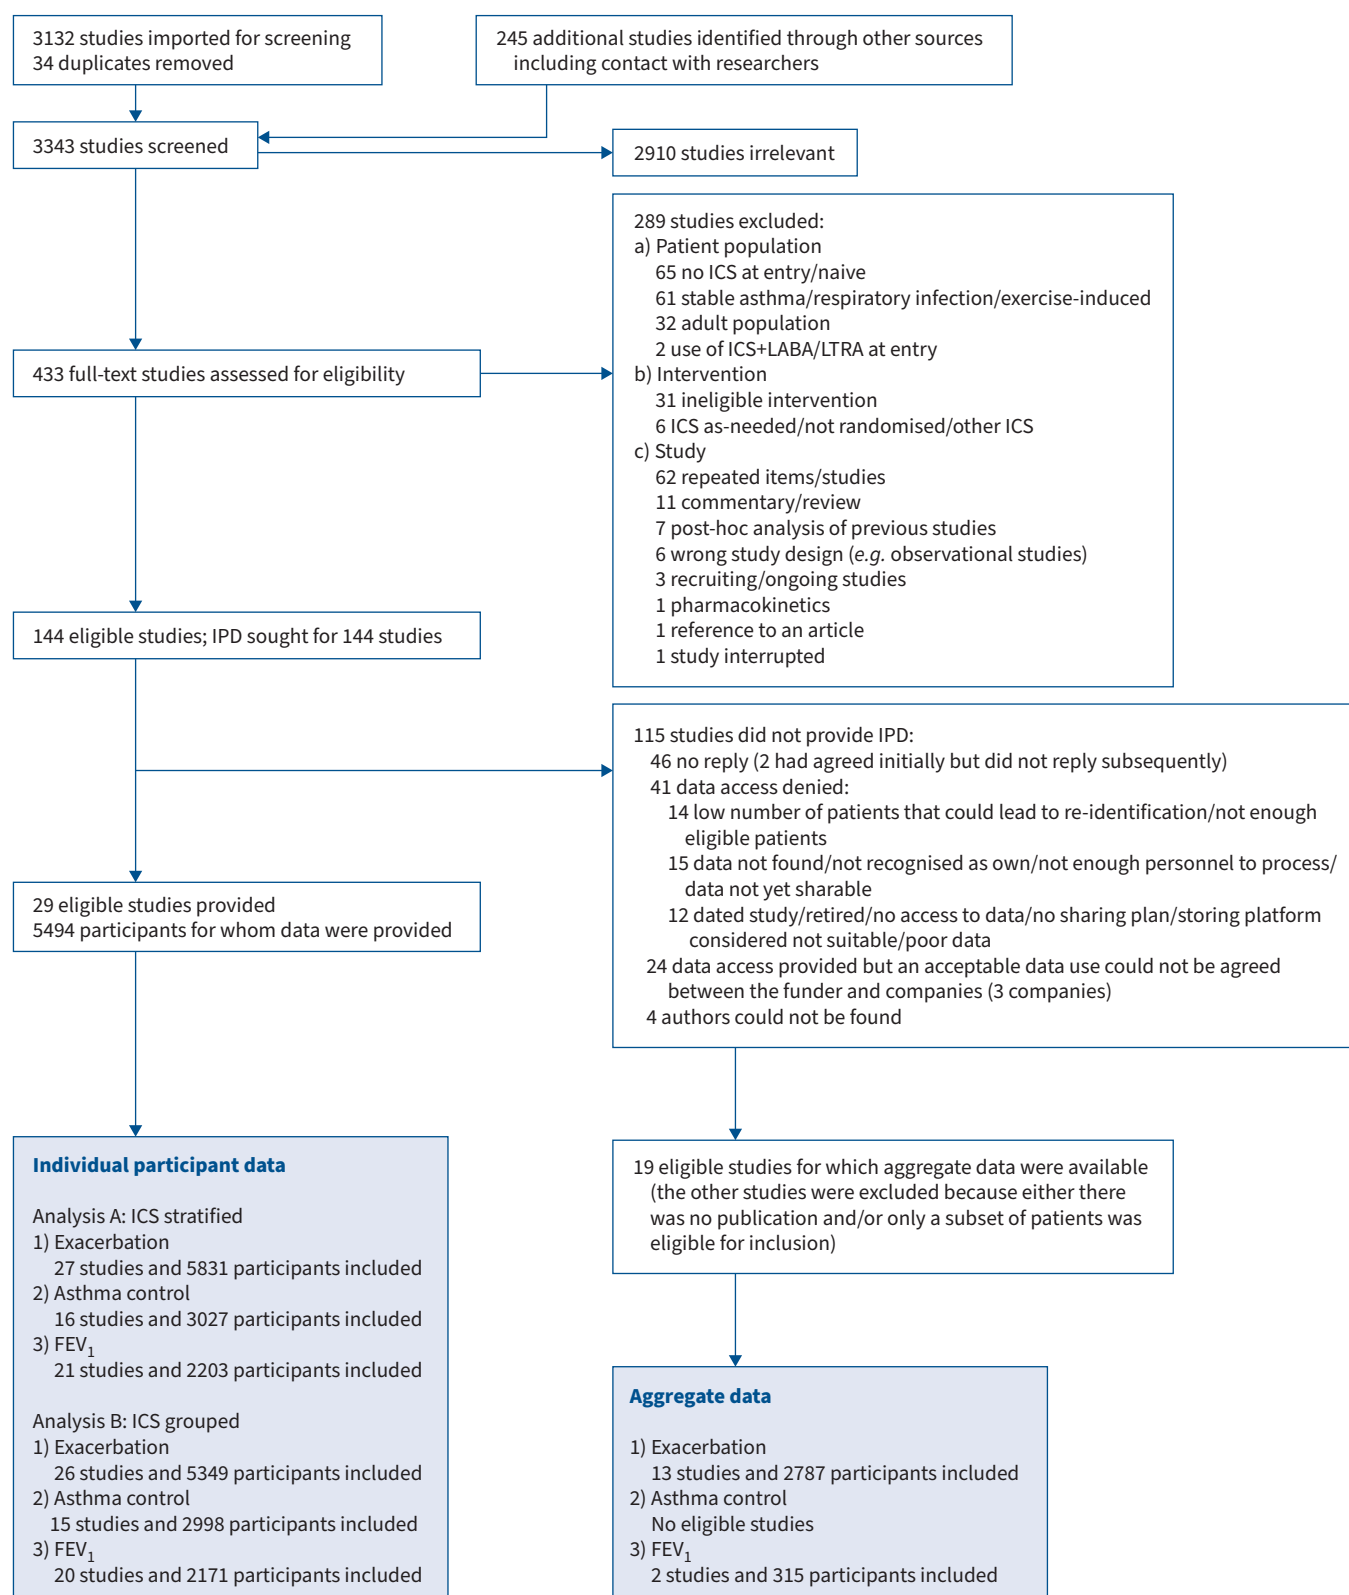 3132 studies imported for screening
34 duplicates removed
245 additional studies identified through other sources
including contact with researchers
3343 studies screened
2910 studies irrelevant
289 studies excluded:
a) Patient population
65 no ICS at entry/naive
61 stable asthma/respiratory infection/exercise-induced
32 adult population
2 use of ICS+LABA/LTRA at entry
b) Intervention
31 ineligible intervention
6 ICS as-needed/not randomised/other ICS
c) Study
62 repeated items/studies
11 commentary/review
7 post-hoc analysis of previous studies
6 wrong study design (e.g. observational studies)
3 recruiting/ongoing studies
1 pharmacokinetics
1 reference to an article
1 study interrupted
433 full-text studies assessed for eligibility
144 eligible studies; IPD sought for 144 studies
115 studies did not provide IPD:
46 no reply (2 had agreed initially but did not reply subsequently)
41 data access denied:
14 low number of patients that could lead to re-identification/not enough
eligible patients
15 data not found/not recognised as own/not enough personnel to process/
data not yet sharable
12 dated study/retired/no access to data/no sharing plan/storing platform
considered not suitable/poor data
24 data access provided but an acceptable data use could not be agreed
between the funder and companies (3 companies)
4 authors could not be found
29 eligible studies provided
5494 participants for whom data were provided
19 eligible studies for which aggregate data were available
(the other studies were excluded because either there
was no publication and/or only a subset of patients was
eligible for inclusion)
Individual participant data
Analysis A: ICS stratified
1) Exacerbation
27 studies and 5831 participants included
2) Asthma control
16 studies and 3027 participants included
3) FEV₁
21 studies and 2203 participants included
Analysis B: ICS grouped
1) Exacerbation
26 studies and 5349 participants included
2) Asthma control
15 studies and 2998 participants included
3) FEV₁
20 studies and 2171 participants included
Aggregate data
1) Exacerbation
13 studies and 2787 participants included
2) Asthma control
No eligible studies
3) FEV₁
2 studies and 315 participants included